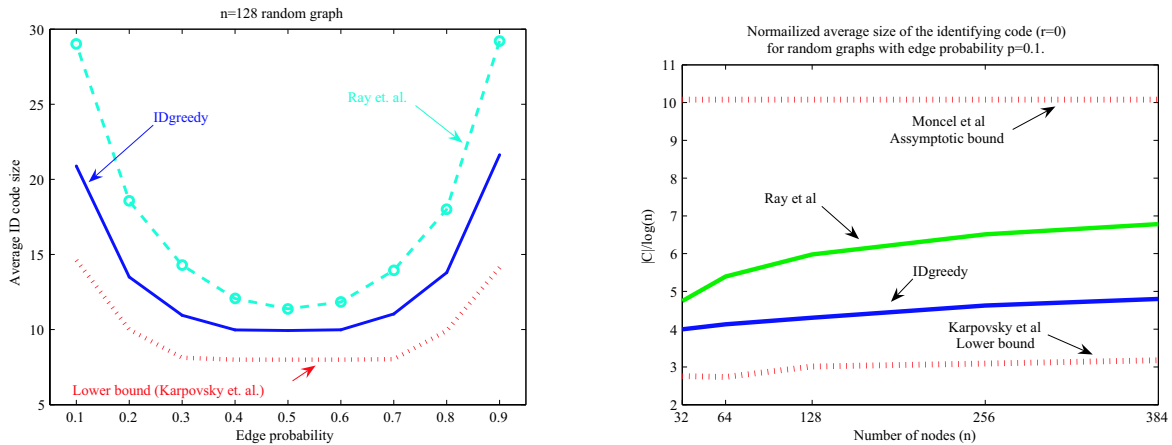 n=128 random graph
30
25
20
15
10
5
Average ID code size
Ray et. al.
IDgreedy
Lower bound (Karpovsky et. al.)
0.1 0.2 0.3 0.4 0.5 0.6 0.7 0.8 0.9
Edge probability
Normailized average size of the identifying code (r=0)
for random graphs with edge probability p=0.1.
11
10
9
8
7
6
5
4
3
2
|C|/log(n)
Moncel et al
Assymptotic bound
Ray et al
IDgreedy
Karpovsky et al
Lower bound
32 64 128 256 384
Number of nodes (n)